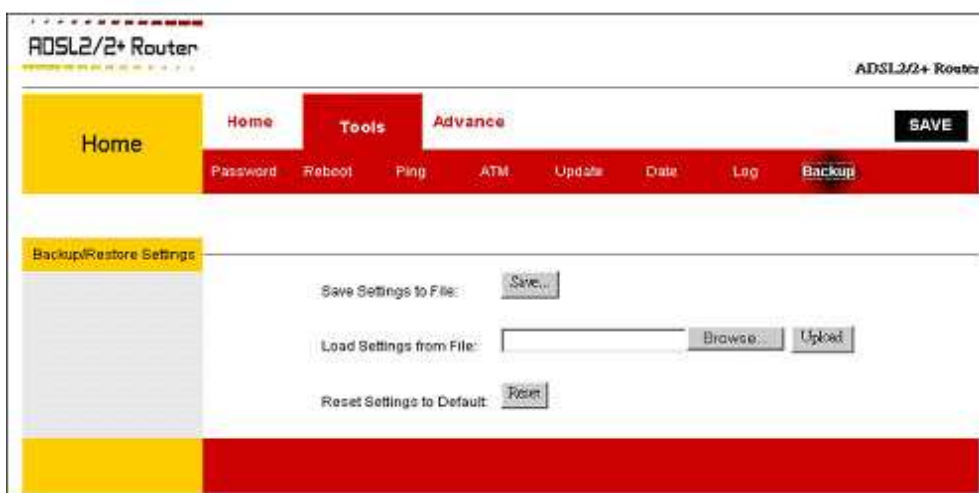 ADSL2/2+ Router
ADSL2/2+ Router
Home
Home Tools Advance
SAVE
Password Reboot Ping ATM Update Date Log Backup
Backup/Restore Settings
Save Settings to File: Save...
Load Settings from File: Browse... Upload
Reset Settings to Default: Reset